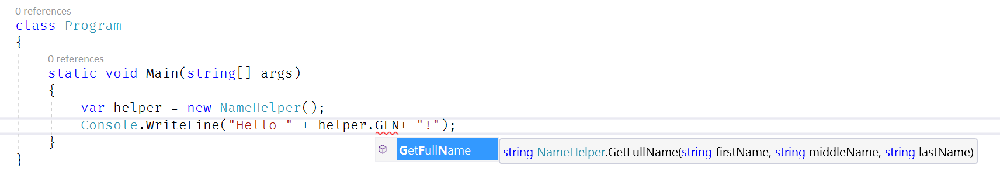 0 references
class Program
{
0 references
static void Main(string[] args)
{
var helper = new NameHelper();
Console.WriteLine("Hello " + helper.GFN+ "!");
}
GetFullName
string NameHelper.GetFullName(string firstName, string middleName, string lastName)
}